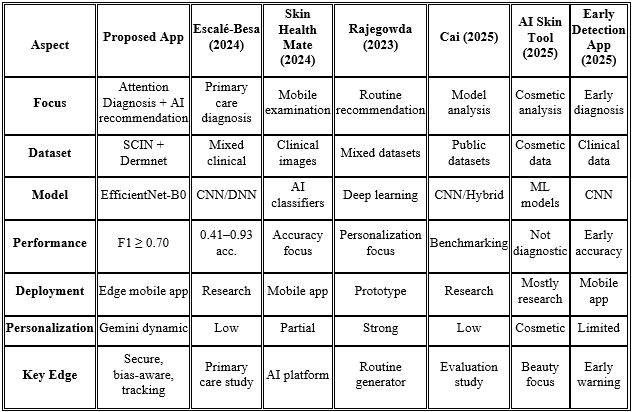 Aspect
Proposed App
Escalé-Besa
(2024)
Skin
Health
Mate
(2024)
Rajegowda
(2023)
Cai (2025)
AI Skin
Tool
(2025)
Early
Detection
App
(2025)
Focus
Attention
Diagnosis + AI
recommendation
Primary
care
diagnosis
Mobile
examination
Routine
recommendation
Model
analysis
Cosmetic
analysis
Early
diagnosis
Dataset
SCIN +
Dermnet
Mixed
clinical
Clinical
images
Mixed datasets
Public
datasets
Cosmetic
data
Clinical
data
Model
EfficientNet-B0
CNN/DNN
AI
classifiers
Deep learning
CNN/Hybrid
ML
models
CNN
Performance
F1 ≥ 0.70
0.41–0.93
acc.
Accuracy
focus
Personalization
focus
Benchmarking
Not
diagnostic
Early
accuracy
Deployment
Edge mobile app
Research
Mobile app
Prototype
Research
Mostly
research
Mobile
app
Personalization
Gemini dynamic
Low
Partial
Strong
Low
Cosmetic
Limited
Key Edge
Secure,
bias-aware,
tracking
Primary
care study
AI platform
Routine
generator
Evaluation
study
Beauty
focus
Early
warning